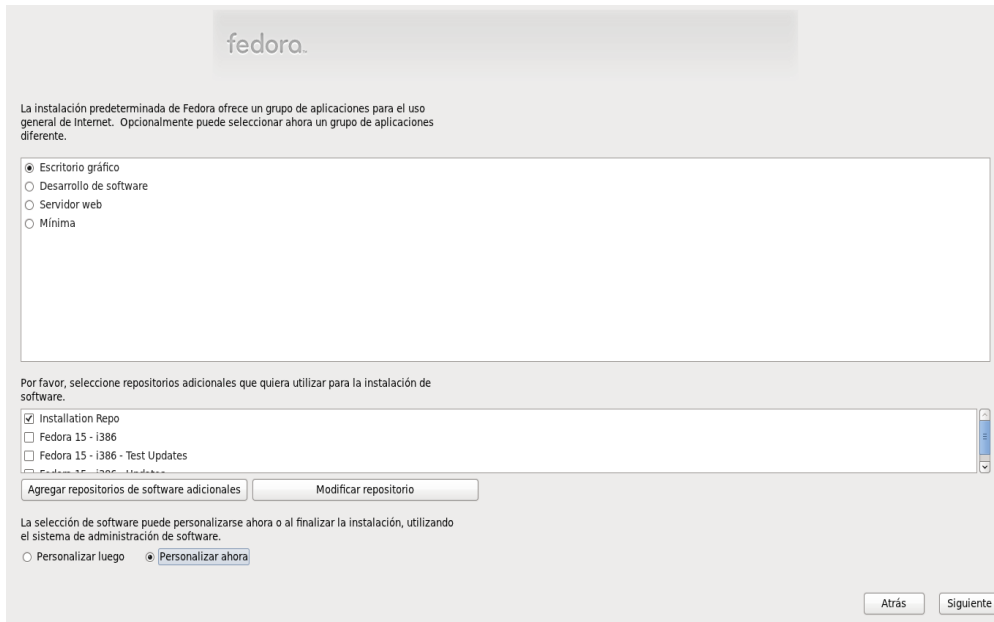 fedora
La instalación predeterminada de Fedora ofrece un grupo de aplicaciones para el uso
general de Internet. Opcionalmente puede seleccionar ahora un grupo de aplicaciones
diferente.
Escritorio gráfico
Desarrollo de software
Servidor web
Mínima
Por favor, seleccione repositorios adicionales que quiera utilizar para la instalación de
software.
Installation Repo
Fedora 15 - i386
Fedora 15 - i386 - Test Updates
Fedora 15 - i386 - Updates
Agregar repositorios de software adicionales Modificar repositorio
La selección de software puede personalizarse ahora o al finalizar la instalación, utilizando
el sistema de administración de software.
Personalizar luego Personalizar ahora
Atrás Siguiente